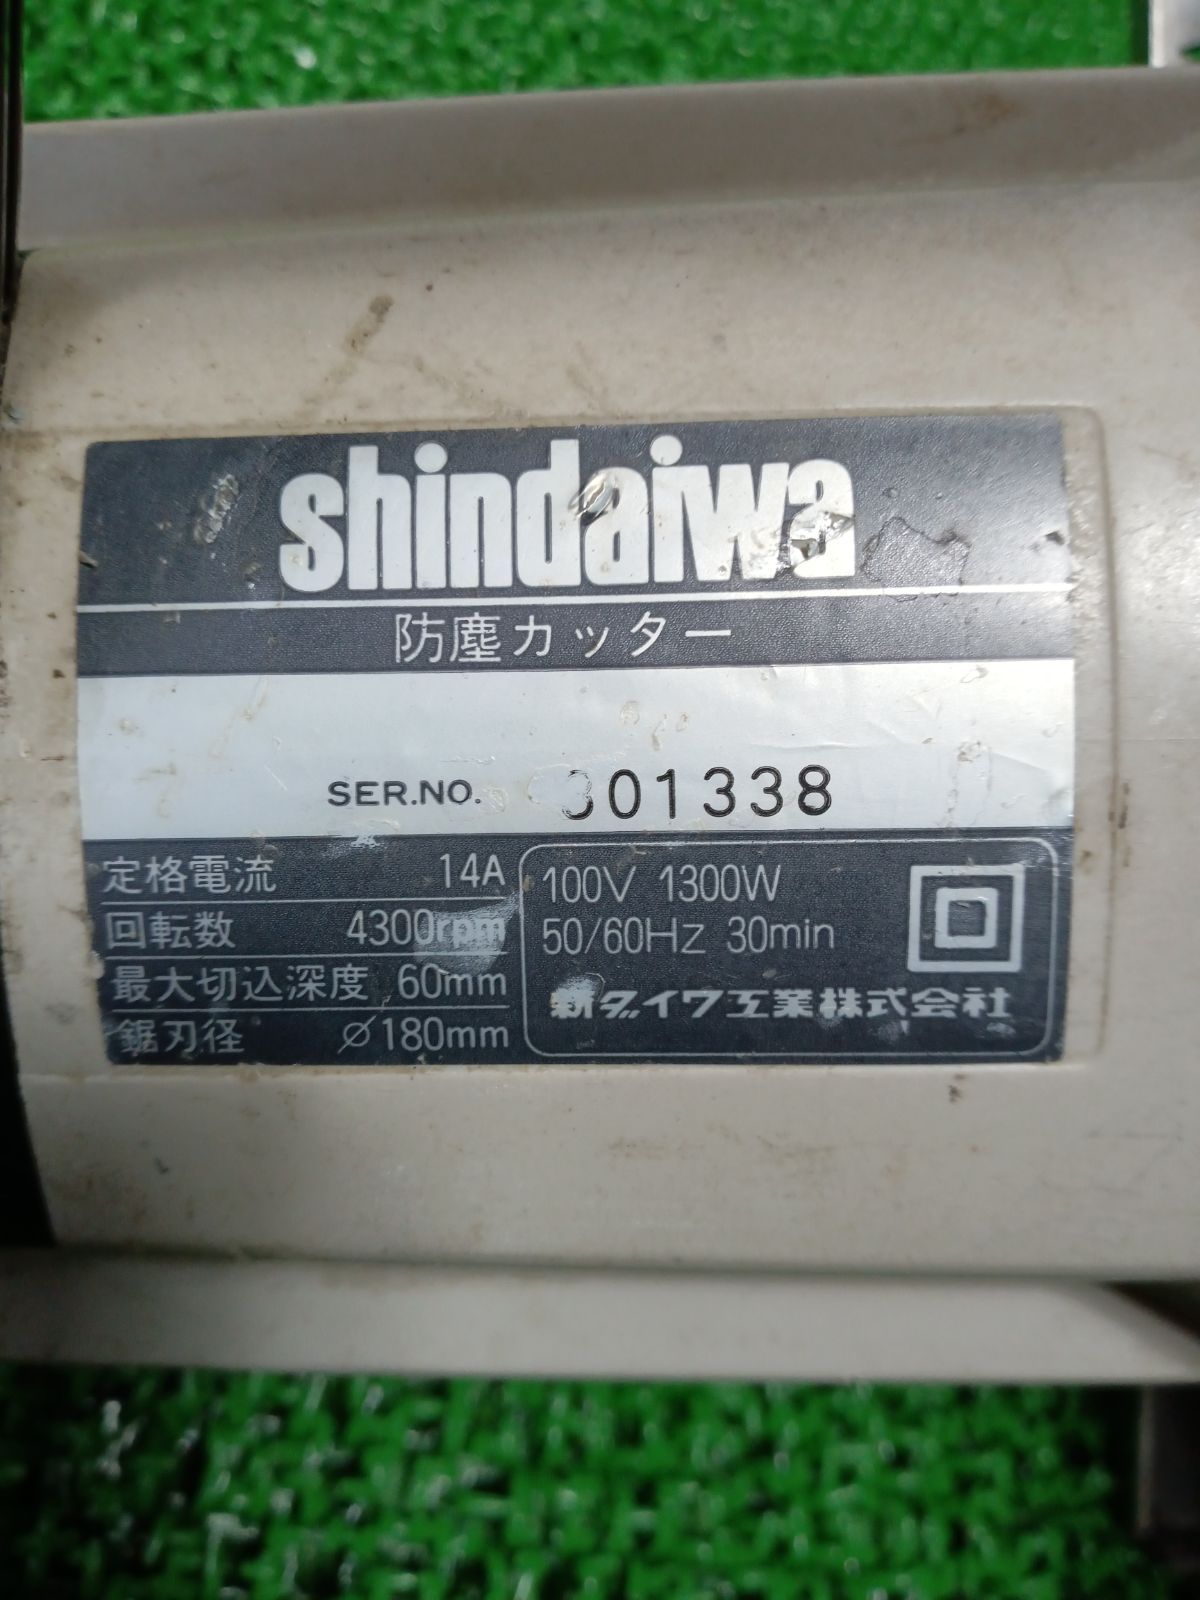 shindaiwa
防塵カッター
SER.NO.
定格電流 14A
回転数 4300rpm
最大切込深度 60mm
鋸刃径 ∅180mm
100V 1300W
50/60Hz 30min
新ダイワ工業株式会社